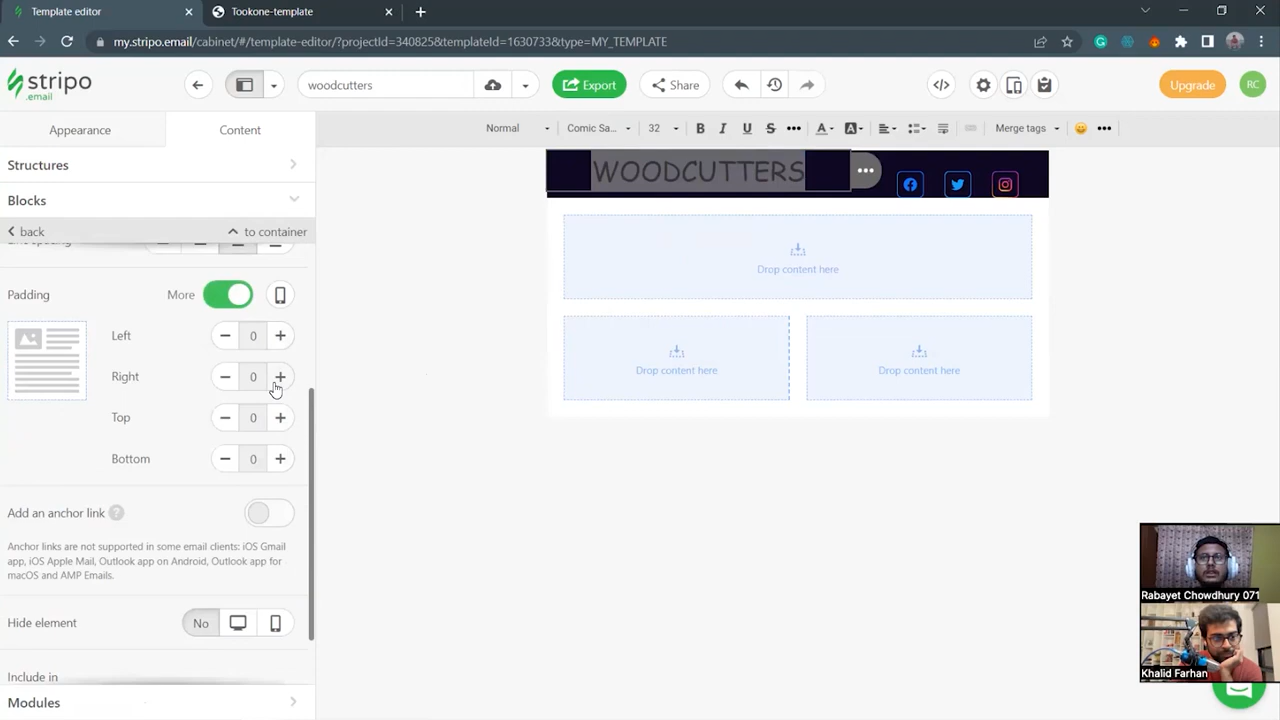 Template editor
Tookone-template
my.stripo.email/cabinet/#/template-editor/?projectId=340825&templateId=1630733&type=MY_TEMPLATE
stripo
.email
woodcutters
Export
Share
Upgrade
RC
Appearance
Content
Normal
Comic Sa...
32
B
I
U
S
A
A
Merge tags
Structures
Blocks
back
to container
WOODCUTTERS
Drop content here
Drop content here
Drop content here
Padding
More
Left
0
Right
0
Top
0
Bottom
0
Add an anchor link
?
Anchor links are not supported in some email clients: iOS Gmail
app, iOS Apple Mail, Outlook app on Android, Outlook app for
macOS and AMP Emails.
Hide element
No
Include in
Modules
Rabayet Chowdhury 071
Khalid Farhan